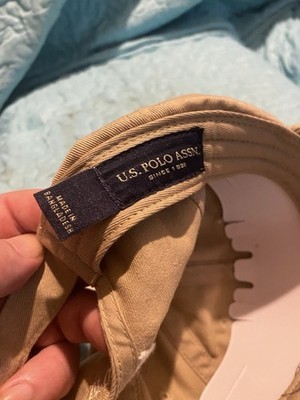 U.S. POLO ASSN.
SINCE 1890
MADE IN
BANGLADESH